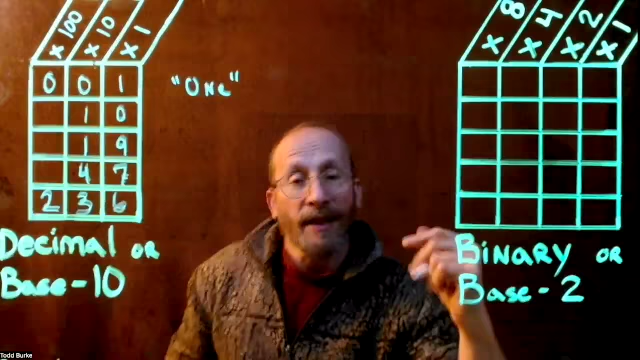 x 100 x 10 x 1
0 0 1
1 0
1 9
4 7
2 3 6
"One"
Decimal or
Base-10
x 8 x 4 x 2 x 1
Binary or
Base-2
Todd Burke